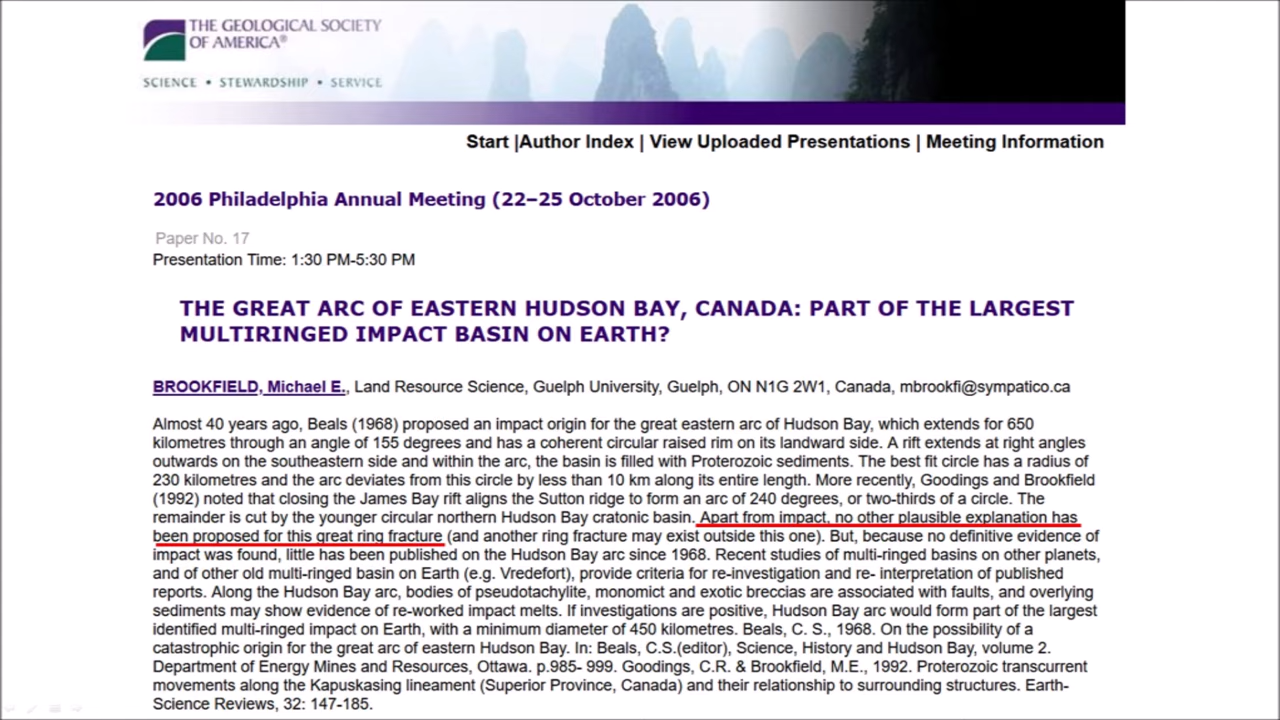 THE GEOLOGICAL SOCIETY
OF AMERICA®
SCIENCE • STEWARDSHIP • SERVICE
Start |Author Index | View Uploaded Presentations | Meeting Information
2006 Philadelphia Annual Meeting (22–25 October 2006)
Paper No. 17
Presentation Time: 1:30 PM-5:30 PM
THE GREAT ARC OF EASTERN HUDSON BAY, CANADA: PART OF THE LARGEST
MULTIRINGED IMPACT BASIN ON EARTH?
BROOKFIELD, Michael E., Land Resource Science, Guelph University, Guelph, ON N1G 2W1, Canada, mbrookfi@sympatico.ca
Almost 40 years ago, Beals (1968) proposed an impact origin for the great eastern arc of Hudson Bay, which extends for 650
kilometres through an angle of 155 degrees and has a coherent circular raised rim on its landward side. A rift extends at right angles
outwards on the southeastern side and within the arc, the basin is filled with Proterozoic sediments. The best fit circle has a radius of
230 kilometres and the arc deviates from this circle by less than 10 km along its entire length. More recently, Goodings and Brookfield
(1992) noted that closing the James Bay rift aligns the Sutton ridge to form an arc of 240 degrees, or two-thirds of a circle. The
remainder is cut by the younger circular northern Hudson Bay cratonic basin. Apart from impact, no other plausible explanation has
been proposed for this great ring fracture (and another ring fracture may exist outside this one). But, because no definitive evidence of
impact was found, little has been published on the Hudson Bay arc since 1968. Recent studies of multi-ringed basins on other planets,
and of other old multi-ringed basin on Earth (e.g. Vredefort), provide criteria for re-investigation and re- interpretation of published
reports. Along the Hudson Bay arc, bodies of pseudotachylite, monomict and exotic breccias are associated with faults, and overlying
sediments may show evidence of re-worked impact melts. If investigations are positive, Hudson Bay arc would form part of the largest
identified multi-ringed impact on Earth, with a minimum diameter of 450 kilometres. Beals, C. S., 1968. On the possibility of a
catastrophic origin for the great arc of eastern Hudson Bay. In: Beals, C.S.(editor), Science, History and Hudson Bay, volume 2.
Department of Energy Mines and Resources, Ottawa. p.985- 999. Goodings, C.R. & Brookfield, M.E., 1992. Proterozoic transcurrent
movements along the Kapuskasing lineament (Superior Province, Canada) and their relationship to surrounding structures. Earth-
Science Reviews, 32: 147-185.